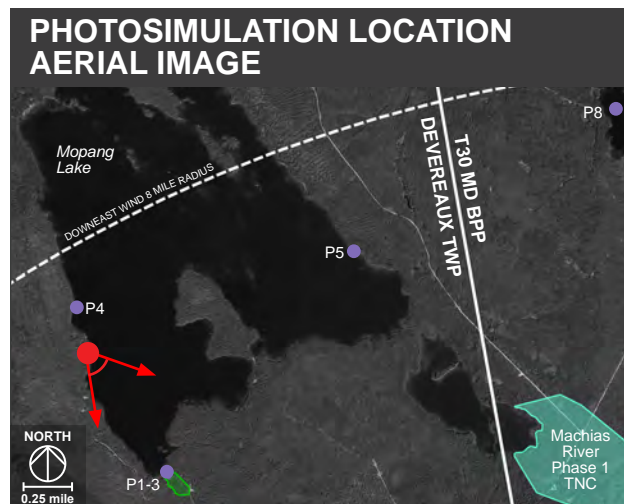 PHOTOSIMULATION LOCATION
AERIAL IMAGE
Mopang
Lake
DOWNEAST WIND 8 MILE RADIUS
T30 MD BPP
DEVEREAUX TWP
P8
P5
P4
P1-3
NORTH
0.25 mile
Machias
River
Phase 1
TNC